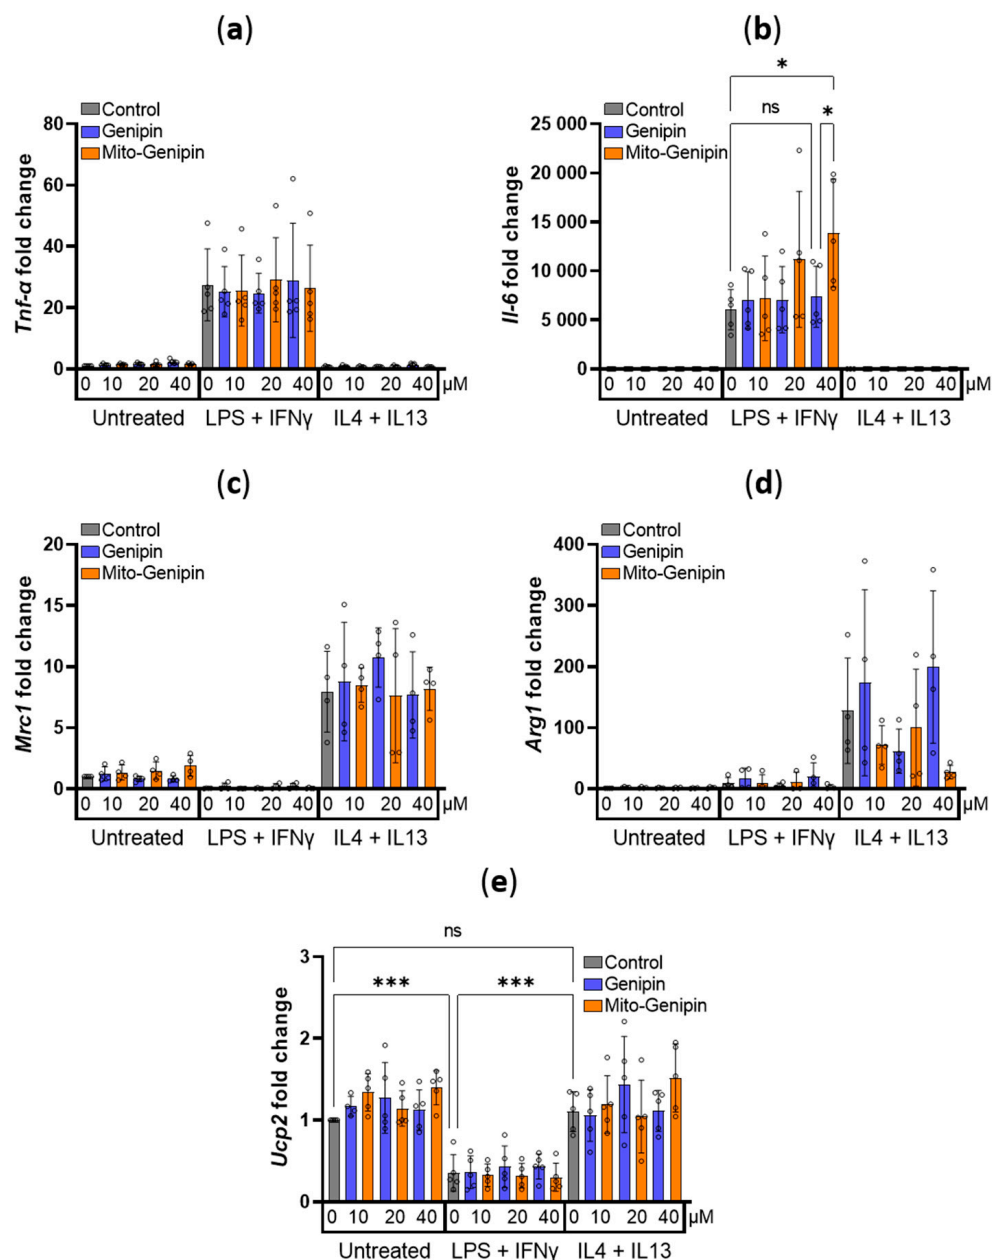 (a)
Control
Genipin
Mito-Genipin
80
60
40
20
0
Tnf-α fold change
0 10 20 40 μM
Untreated LPS + IFNγ IL4 + IL13
0 10 20 40
0 10 20 40
(b)
*
ns
*
Control
Genipin
Mito-Genipin
25 000
20 000
15 000
10 000
5 000
0
Il-6 fold change
0 10 20 40 0 10 20 40 0 10 20 40 μM
Untreated LPS + IFNγ IL4 + IL13
(c)
Control
Genipin
Mito-Genipin
20
15
10
5
0
Mrc1 fold change
0 10 20 40 0 10 20 40 0 10 20 40 μM
Untreated LPS + IFNγ IL4 + IL13
(d)
Control
Genipin
Mito-Genipin
400
300
200
100
0
Arg1 fold change
0 10 20 40 0 10 20 40 0 10 20 40 μM
Untreated LPS + IFNγ IL4 + IL13
(e)
ns
*** ***
Control
Genipin
Mito-Genipin
3
2
1
0
Ucp2 fold change
0 10 20 40 0 10 20 40 0 10 20 40 μM
Untreated LPS + IFNγ IL4 + IL13